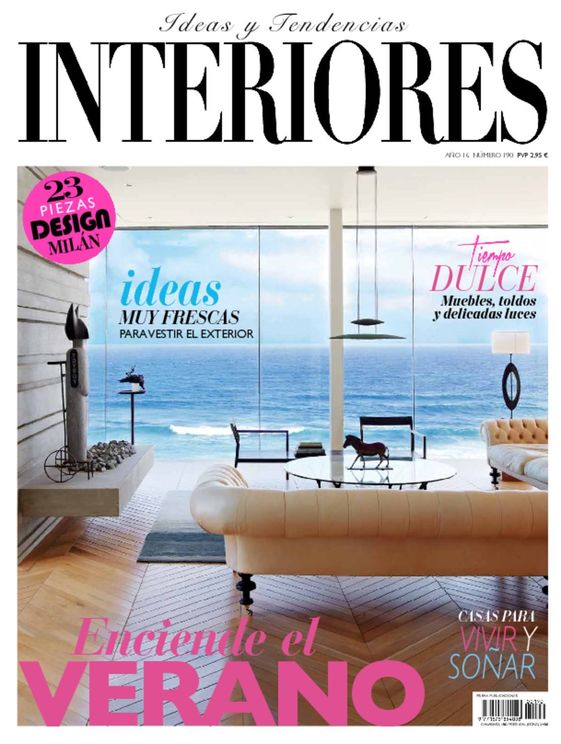 Ideas y Tendencias
INTERIORES
AÑO 16 NÚMERO 190 PVP 2,95 €
23
PIEZAS
DESIGN
MILÁN
ideas
MUY FRESCAS
PARA VESTIR EL EXTERIOR
Tiempo
DULCE
Muebles, toldos
y delicadas luces
CASAS PARA
VIVIR Y
SOÑAR
Enciende el
VERANO